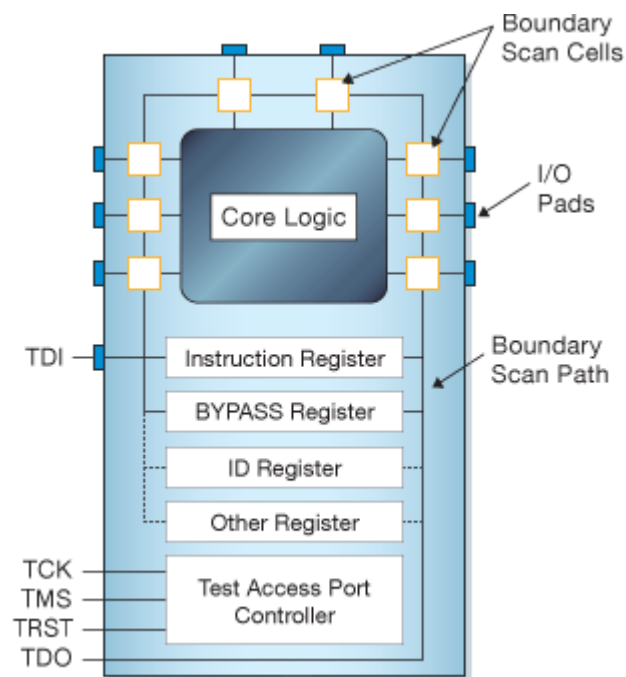 Boundary
Scan Cells
I/O
Pads
Core Logic
TDI
Instruction Register
Boundary
Scan Path
BYPASS Register
ID Register
Other Register
TCK
TMS
TRST
TDO
Test Access Port
Controller